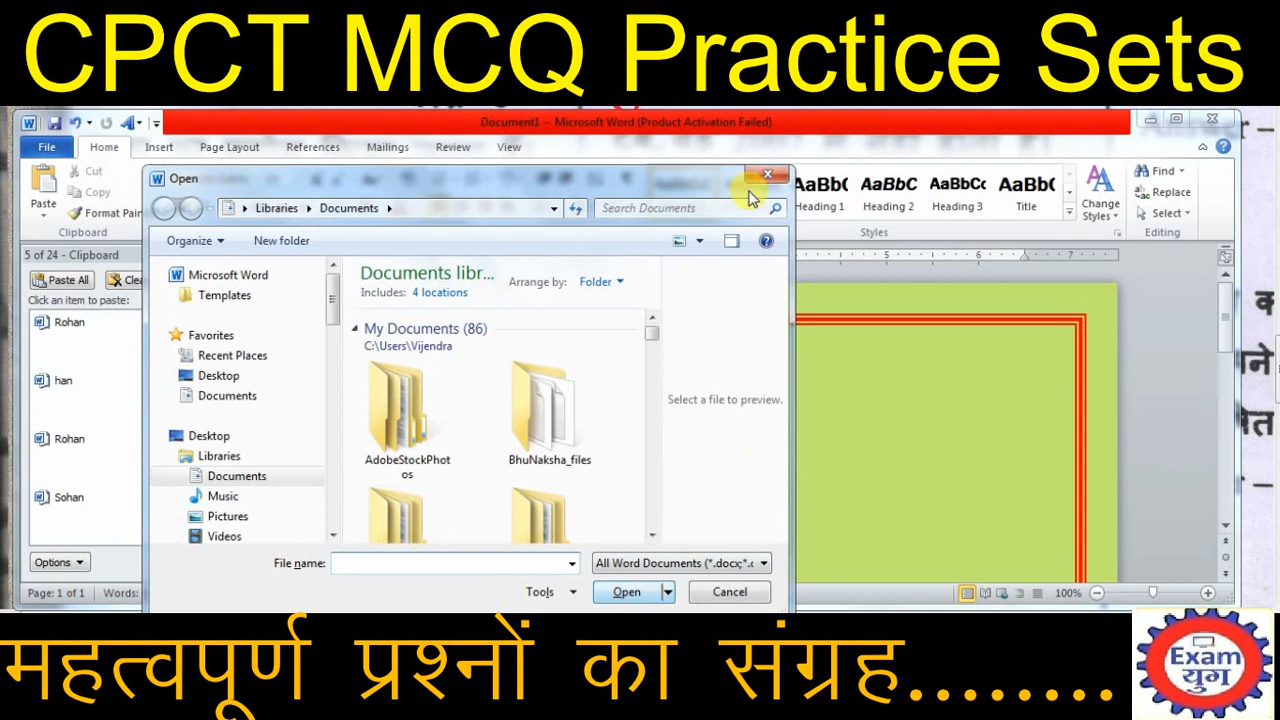 CPCT MCQ Practice Sets
Document1 - Microsoft Word (Product Activation Failed)
File Home Insert Page Layout References Mailings Review View
Cut
Copy
Format Pain
Paste
Clipboard
Open
Libraries Documents
Search Documents
AaBb( AaBbC AaBbCc AaBb(
Heading 1 Heading 2 Heading 3 Title
Change Styles
Styles
Find
Replace
Select
Editing
5 of 24 - Clipboard
Paste All Clea
Click an item to paste:
Rohan
han
Rohan
Sohan
Options
Organize New folder
Microsoft Word
Templates
Favorites
Recent Places
Desktop
Documents
Desktop
Libraries
Documents
Music
Pictures
Videos
Documents libr...
Includes: 4 locations
Arrange by: Folder
My Documents (86)
C:\Users\Vijendra
AdobeStockPhot
os
BhuNaksha_files
Select a file to preview.
5 6 7
File name:
All Word Documents (*.docx;*.c
Tools Open Cancel
Page: 1 of 1 Words:
100%
महत्वपूर्ण प्रश्नों का संग्रह........
Exam
युग